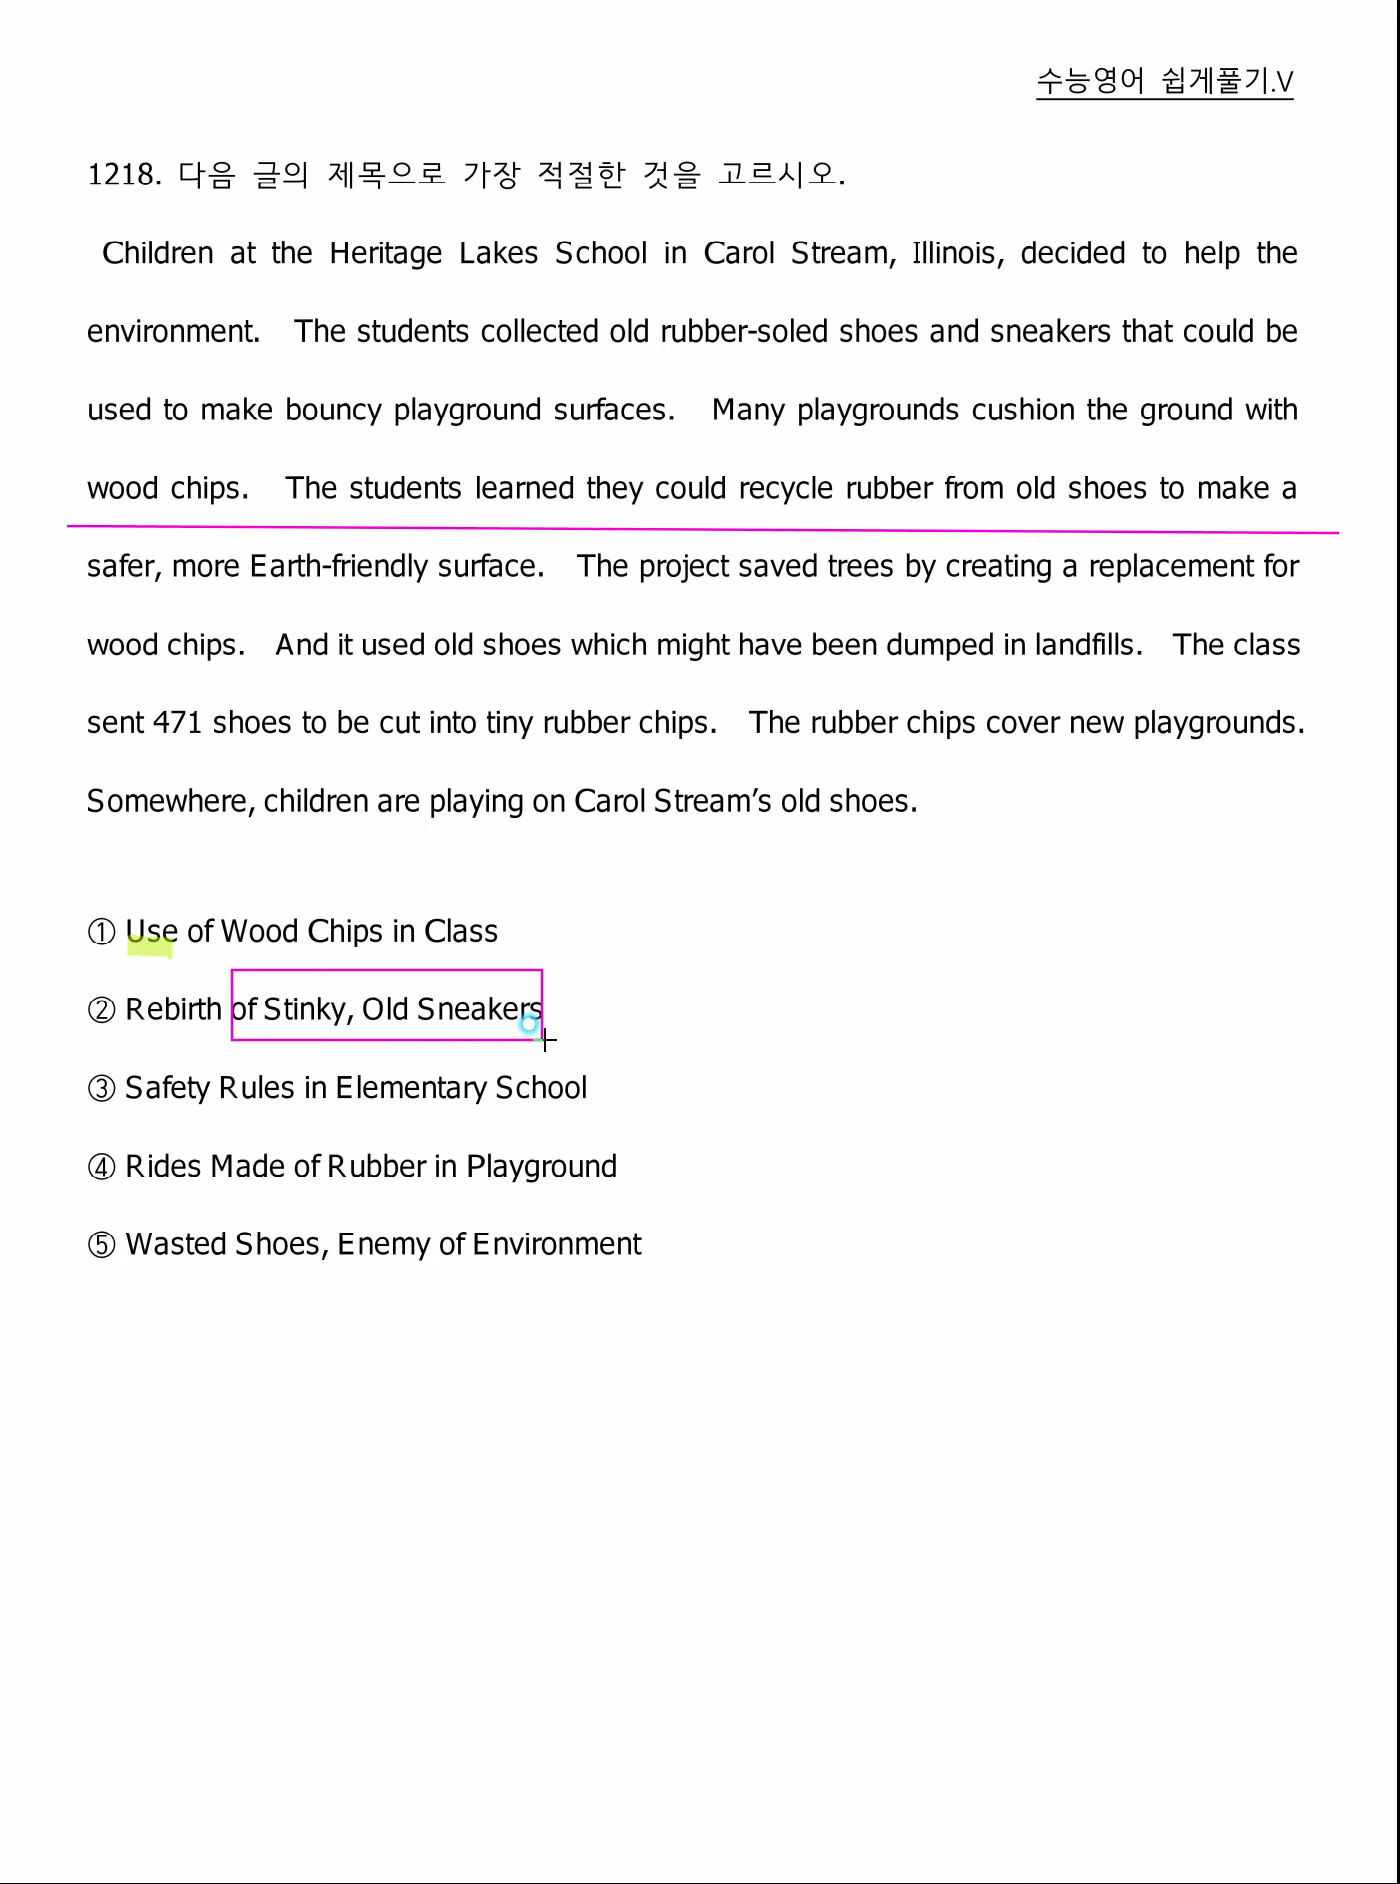 수능영어 쉽게풀기.V
1218. 다음 글의 제목으로 가장 적절한 것을 고르시오.
Children at the Heritage Lakes School in Carol Stream, Illinois, decided to help the
environment. The students collected old rubber-soled shoes and sneakers that could be
used to make bouncy playground surfaces. Many playgrounds cushion the ground with
wood chips. The students learned they could recycle rubber from old shoes to make a
safer, more Earth-friendly surface. The project saved trees by creating a replacement for
wood chips. And it used old shoes which might have been dumped in landfills. The class
sent 471 shoes to be cut into tiny rubber chips. The rubber chips cover new playgrounds.
Somewhere, children are playing on Carol Stream’s old shoes.
① Use of Wood Chips in Class
② Rebirth of Stinky, Old Sneakers
③ Safety Rules in Elementary School
④ Rides Made of Rubber in Playground
⑤ Wasted Shoes, Enemy of Environment